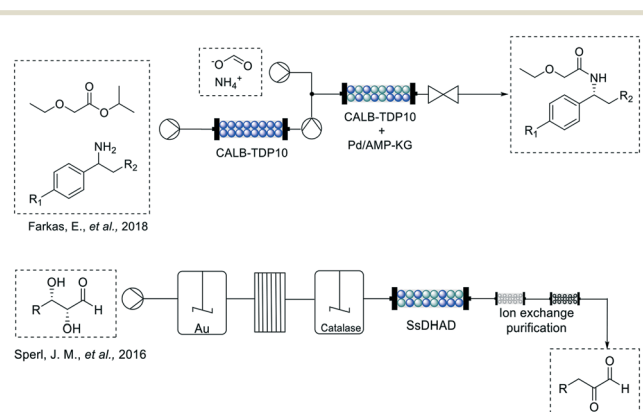 O
O
O
NH₂
R₂
R₁
Farkas, E., et al., 2018
⁻O
O
NH₄⁺
CALB-TDP10
CALB-TDP10
+
Pd/AMP-KG
O
O
NH
R₂
R₁
OH
O
R
H
OH
Sperl, J. M., et al., 2016
Au
Catalase
SsDHAD
Ion exchange
purification
O
R
H
O